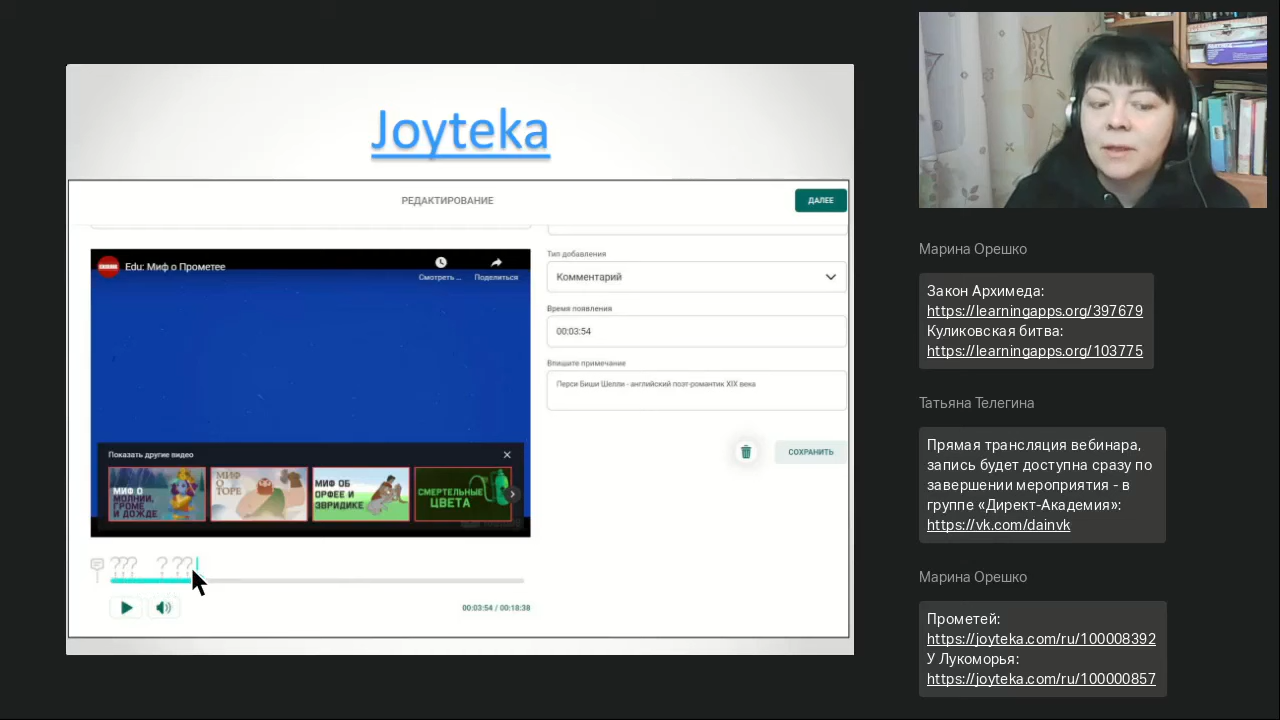 Joyteka
РЕДАКТИРОВАНИЕ
ДАЛЕЕ
Edu: Миф о Прометее
Смотреть ...
Поделиться
Показать другие видео
МИФ О
МОЛНИИ,
ГРОМЕ
И ДОЖДЕ
МИФ
О
ТОРЕ
МИФ ОБ
ОРФЕЕ И
ЭВРИДИКЕ
СМЕРТЕЛЬНЫЕ
ЦВЕТА
??? ? ??
00:03:54 / 00:18:38
Тип добавления
Комментарий
Время появления
00:03:54
Впишите примечание
Перси Биши Шелли - английский поэт-романтик XIX века
СОХРАНИТЬ
Марина Орешко
Закон Архимеда:
https://learningapps.org/397679
Куликовская битва:
https://learningapps.org/103775
Татьяна Телегина
Прямая трансляция вебинара,
запись будет доступна сразу по
завершении мероприятия - в
группе «Директ-Академия»:
https://vk.com/dainvk
Марина Орешко
Прометей:
https://joyteka.com/ru/100008392
У Лукоморья:
https://joyteka.com/ru/100000857